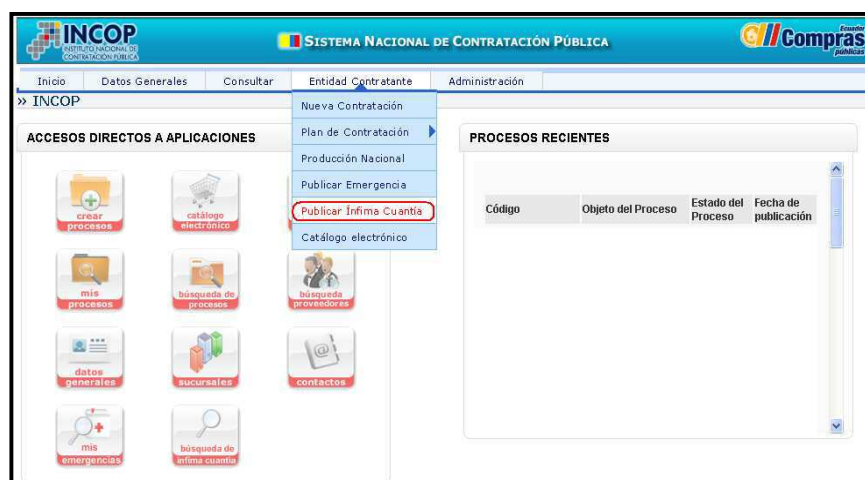 INCOP
INSTITUTO NACIONAL DE
CONTRATACIÓN PÚBLICA
SISTEMA NACIONAL DE CONTRATACIÓN PÚBLICA
Ecuador
Compras
públicas
Inicio Datos Generales Consultar Entidad Contratante Administración
» INCOP
Nueva Contratación
Plan de Contratación
Producción Nacional
Publicar Emergencia
Publicar Ínfima Cuantía
Catálogo electrónico
ACCESOS DIRECTOS A APLICACIONES
crear
procesos
catálogo
electrónico
mis
procesos
búsqueda de
procesos
búsqueda
proveedores
datos
generales
sucursales
contactos
mis
emergencias
búsqueda de
ínfima cuantía
PROCESOS RECIENTES
Código Objeto del Proceso Estado del Proceso Fecha de publicación